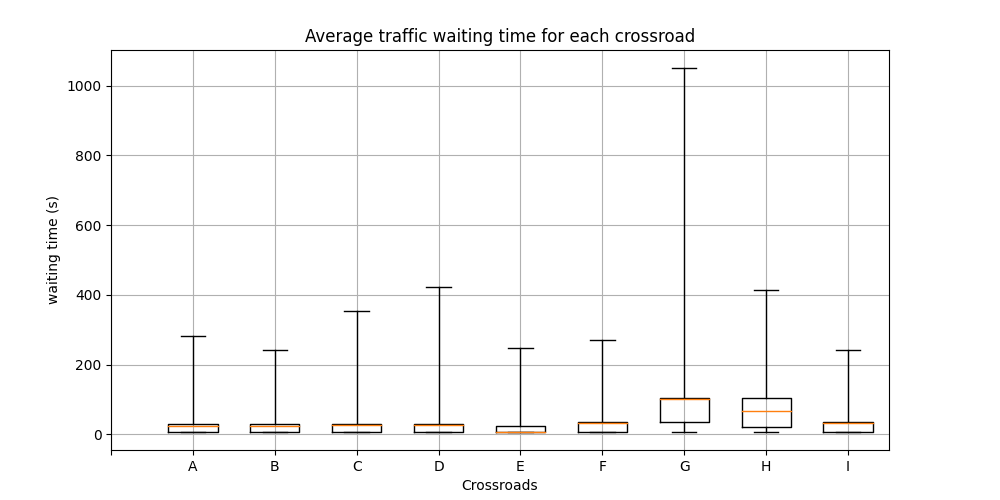 Average traffic waiting time for each crossroad
1000
800
600
400
200
0
waiting time (s)
A B C D E F G H I
Crossroads